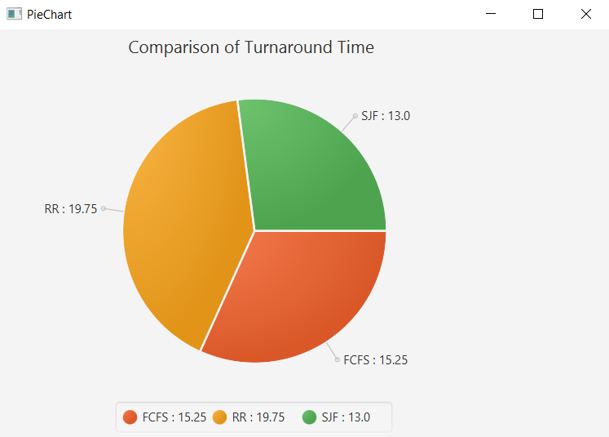 PieChart
Comparison of Turnaround Time
SJF : 13.0
RR : 19.75
FCFS : 15.25
FCFS : 15.25 RR : 19.75 SJF : 13.0